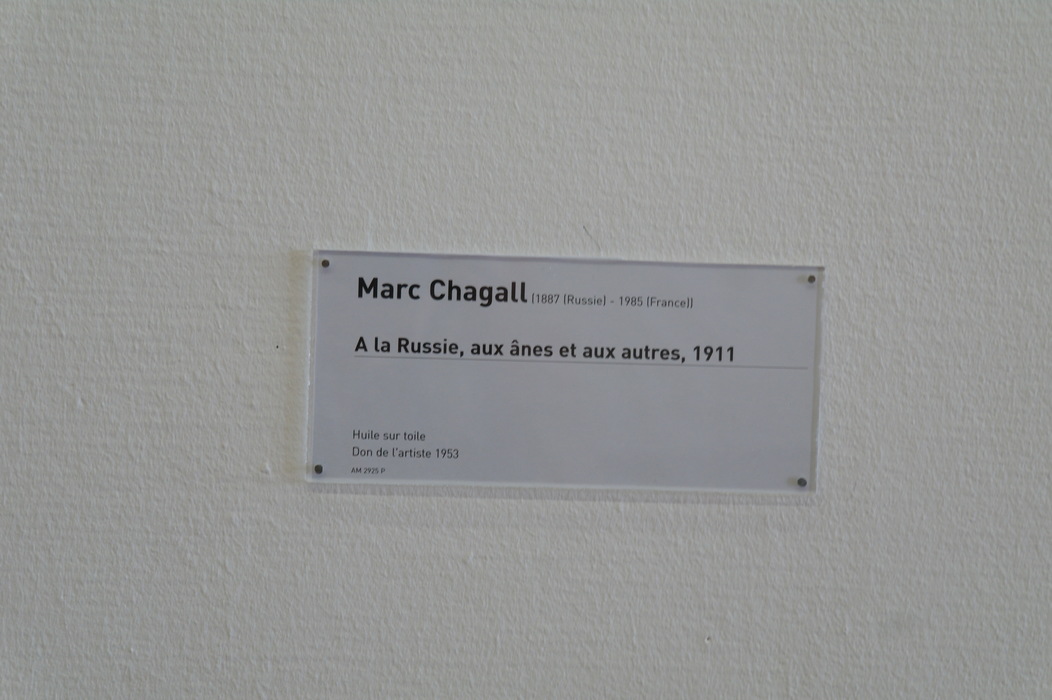 Marc Chagall (1887 (Russie) - 1985 (France))
A la Russie, aux ânes et aux autres, 1911
Huile sur toile
Don de l'artiste 1953
AM 2925 P